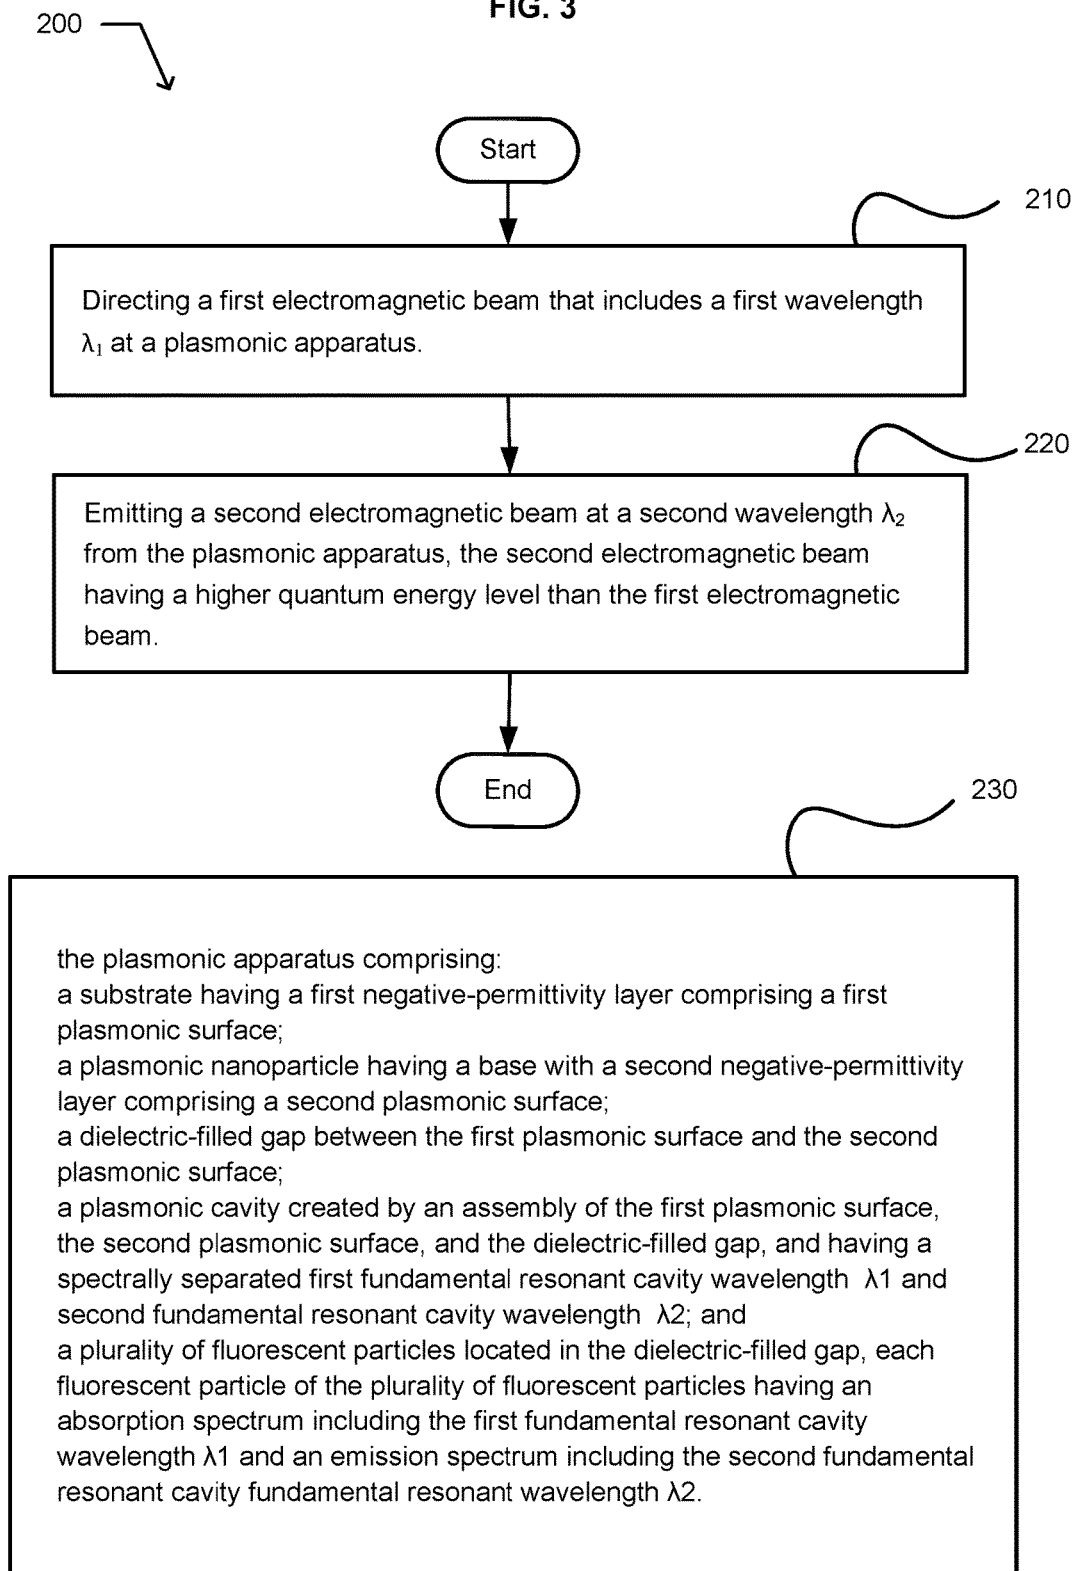 FIG. 3
200
Start
210
Directing a first electromagnetic beam that includes a first wavelength
λ₁ at a plasmonic apparatus.
220
Emitting a second electromagnetic beam at a second wavelength λ₂
from the plasmonic apparatus, the second electromagnetic beam
having a higher quantum energy level than the first electromagnetic
beam.
End
230
the plasmonic apparatus comprising:
a substrate having a first negative-permittivity layer comprising a first
plasmonic surface;
a plasmonic nanoparticle having a base with a second negative-permittivity
layer comprising a second plasmonic surface;
a dielectric-filled gap between the first plasmonic surface and the second
plasmonic surface;
a plasmonic cavity created by an assembly of the first plasmonic surface,
the second plasmonic surface, and the dielectric-filled gap, and having a
spectrally separated first fundamental resonant cavity wavelength λ1 and
second fundamental resonant cavity wavelength λ2; and
a plurality of fluorescent particles located in the dielectric-filled gap, each
fluorescent particle of the plurality of fluorescent particles having an
absorption spectrum including the first fundamental resonant cavity
wavelength λ1 and an emission spectrum including the second fundamental
resonant cavity fundamental resonant wavelength λ2.